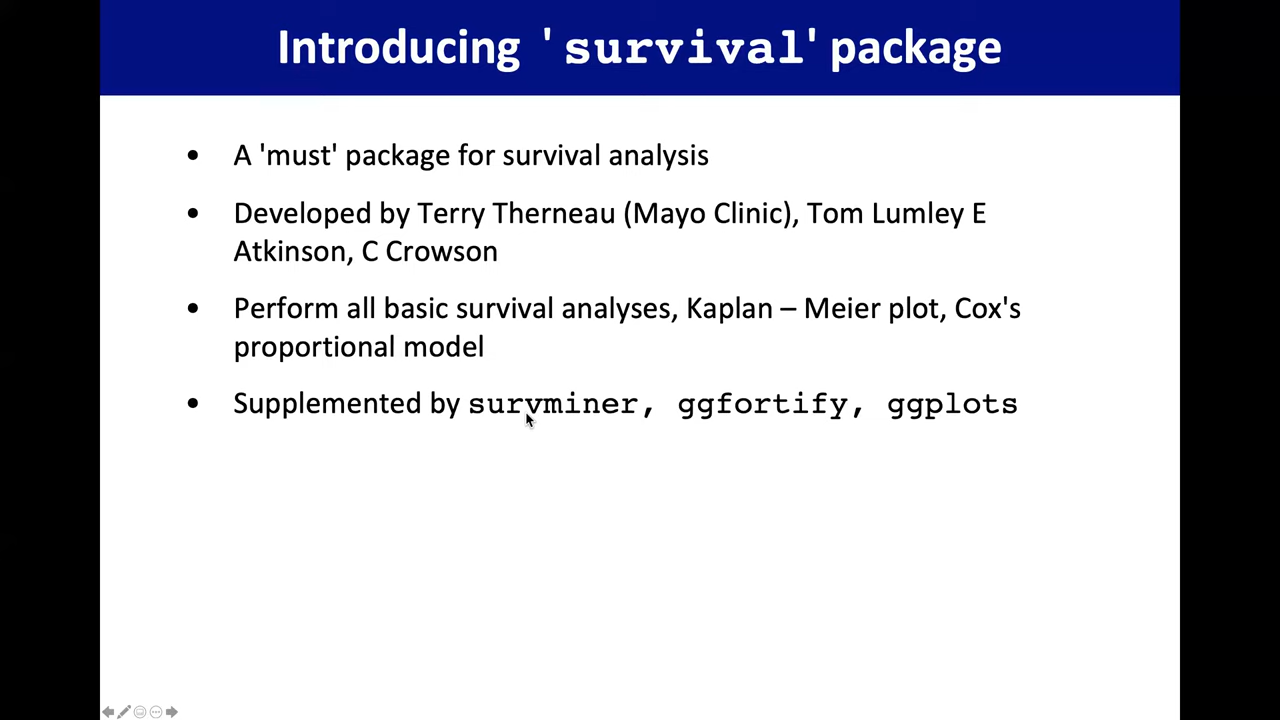 Introducing 'survival' package
• A 'must' package for survival analysis
• Developed by Terry Therneau (Mayo Clinic), Tom Lumley E
Atkinson, C Crowson
• Perform all basic survival analyses, Kaplan – Meier plot, Cox's
proportional model
• Supplemented by survminer, ggfortify, ggplots